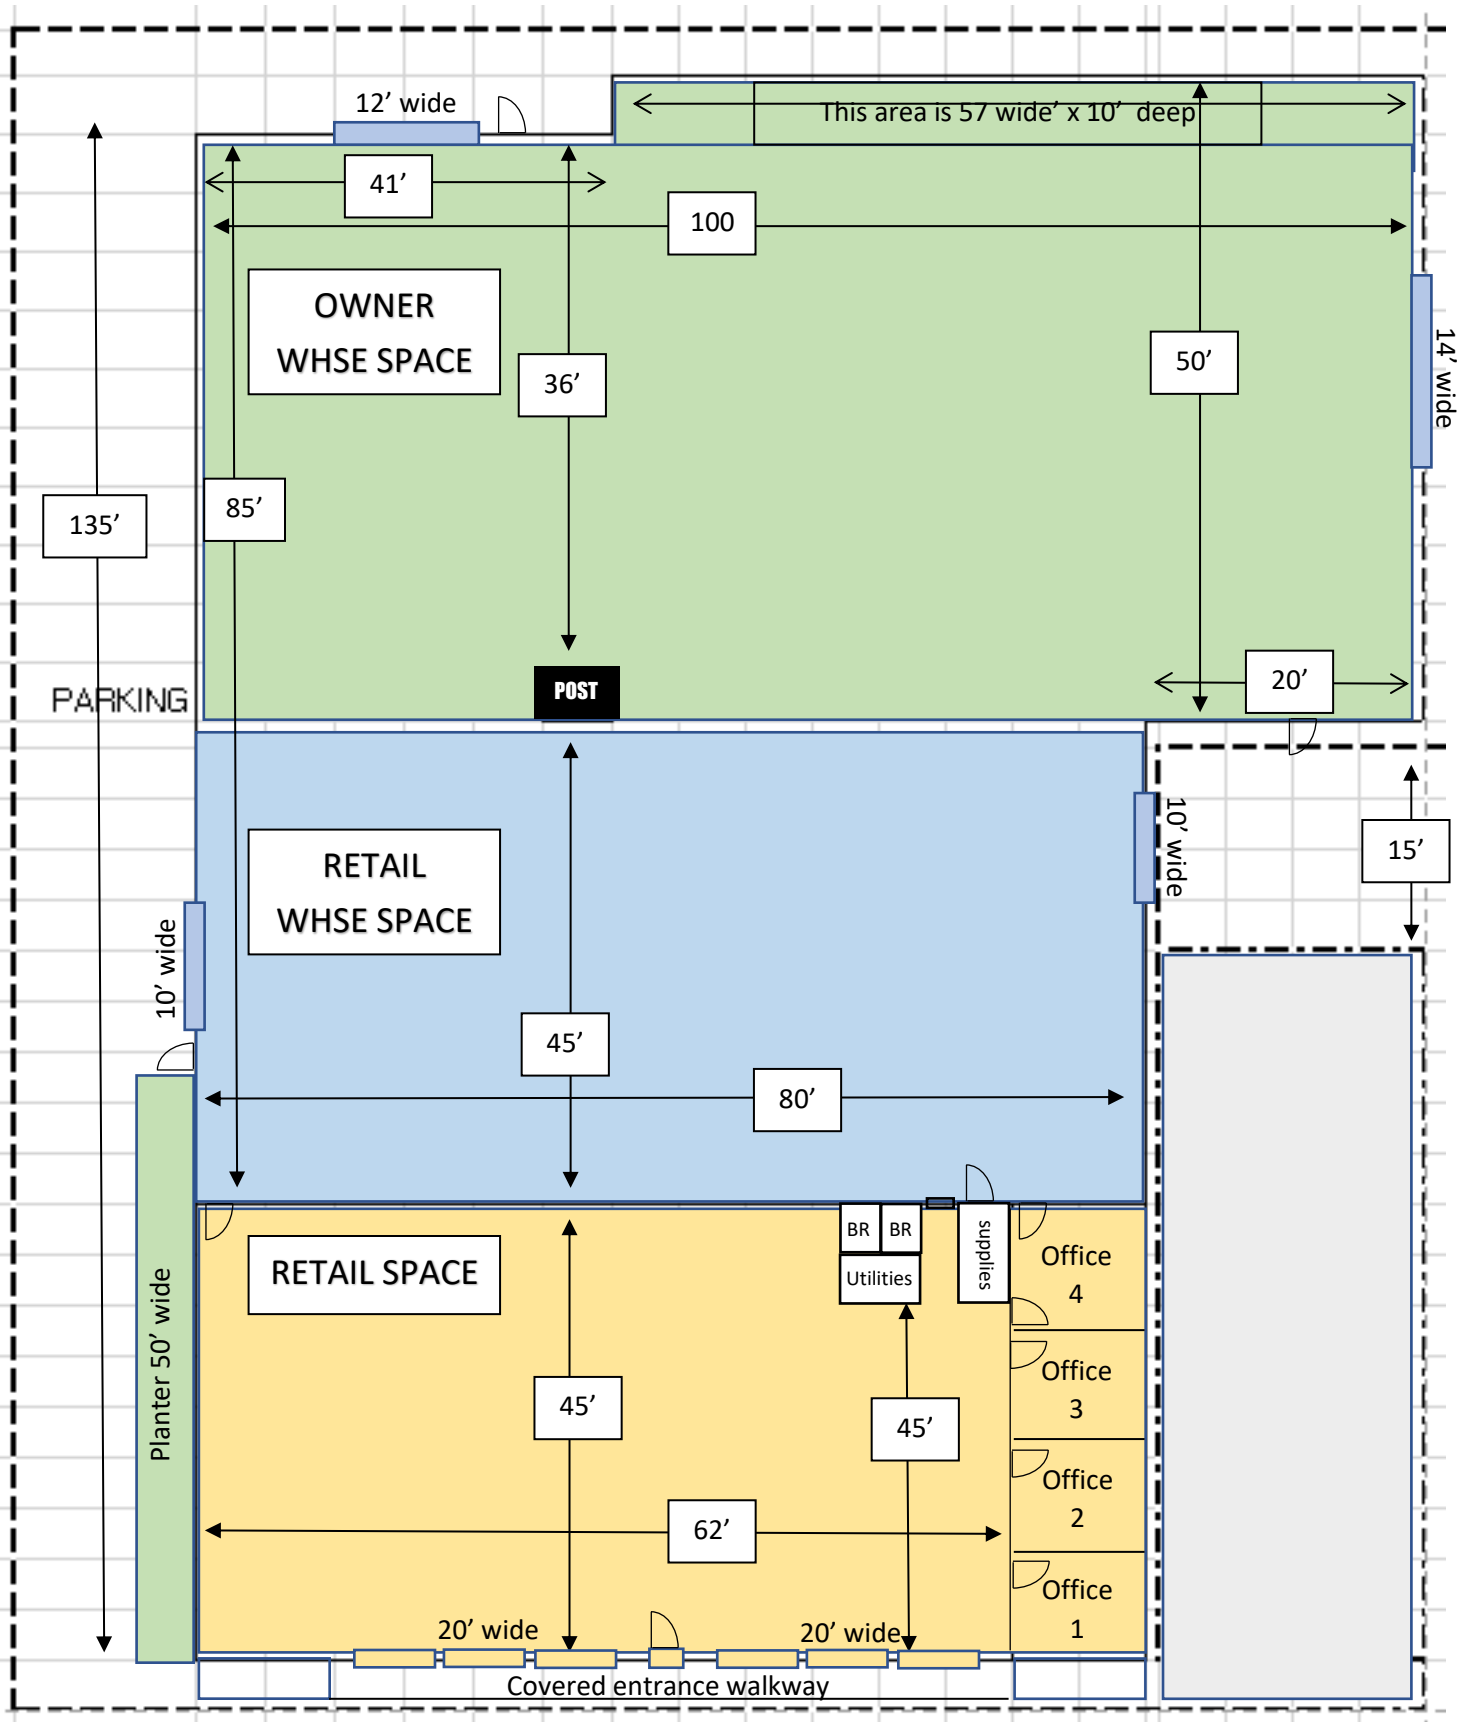 12’ wide
This area is 57 wide’ x 10’ deep
41’
100
OWNER
WHSE SPACE
36’
50’
14’ wide
85’
135’
20’
POST
PARKING
10’ wide
15’
RETAIL
WHSE SPACE
10’ wide
45’
80’
BR
BR
supplies
Office
4
RETAIL SPACE
Utilities
Planter 50’ wide
Office
3
45’
45’
Office
2
62’
Office
1
20’ wide
20’ wide
Covered entrance walkway